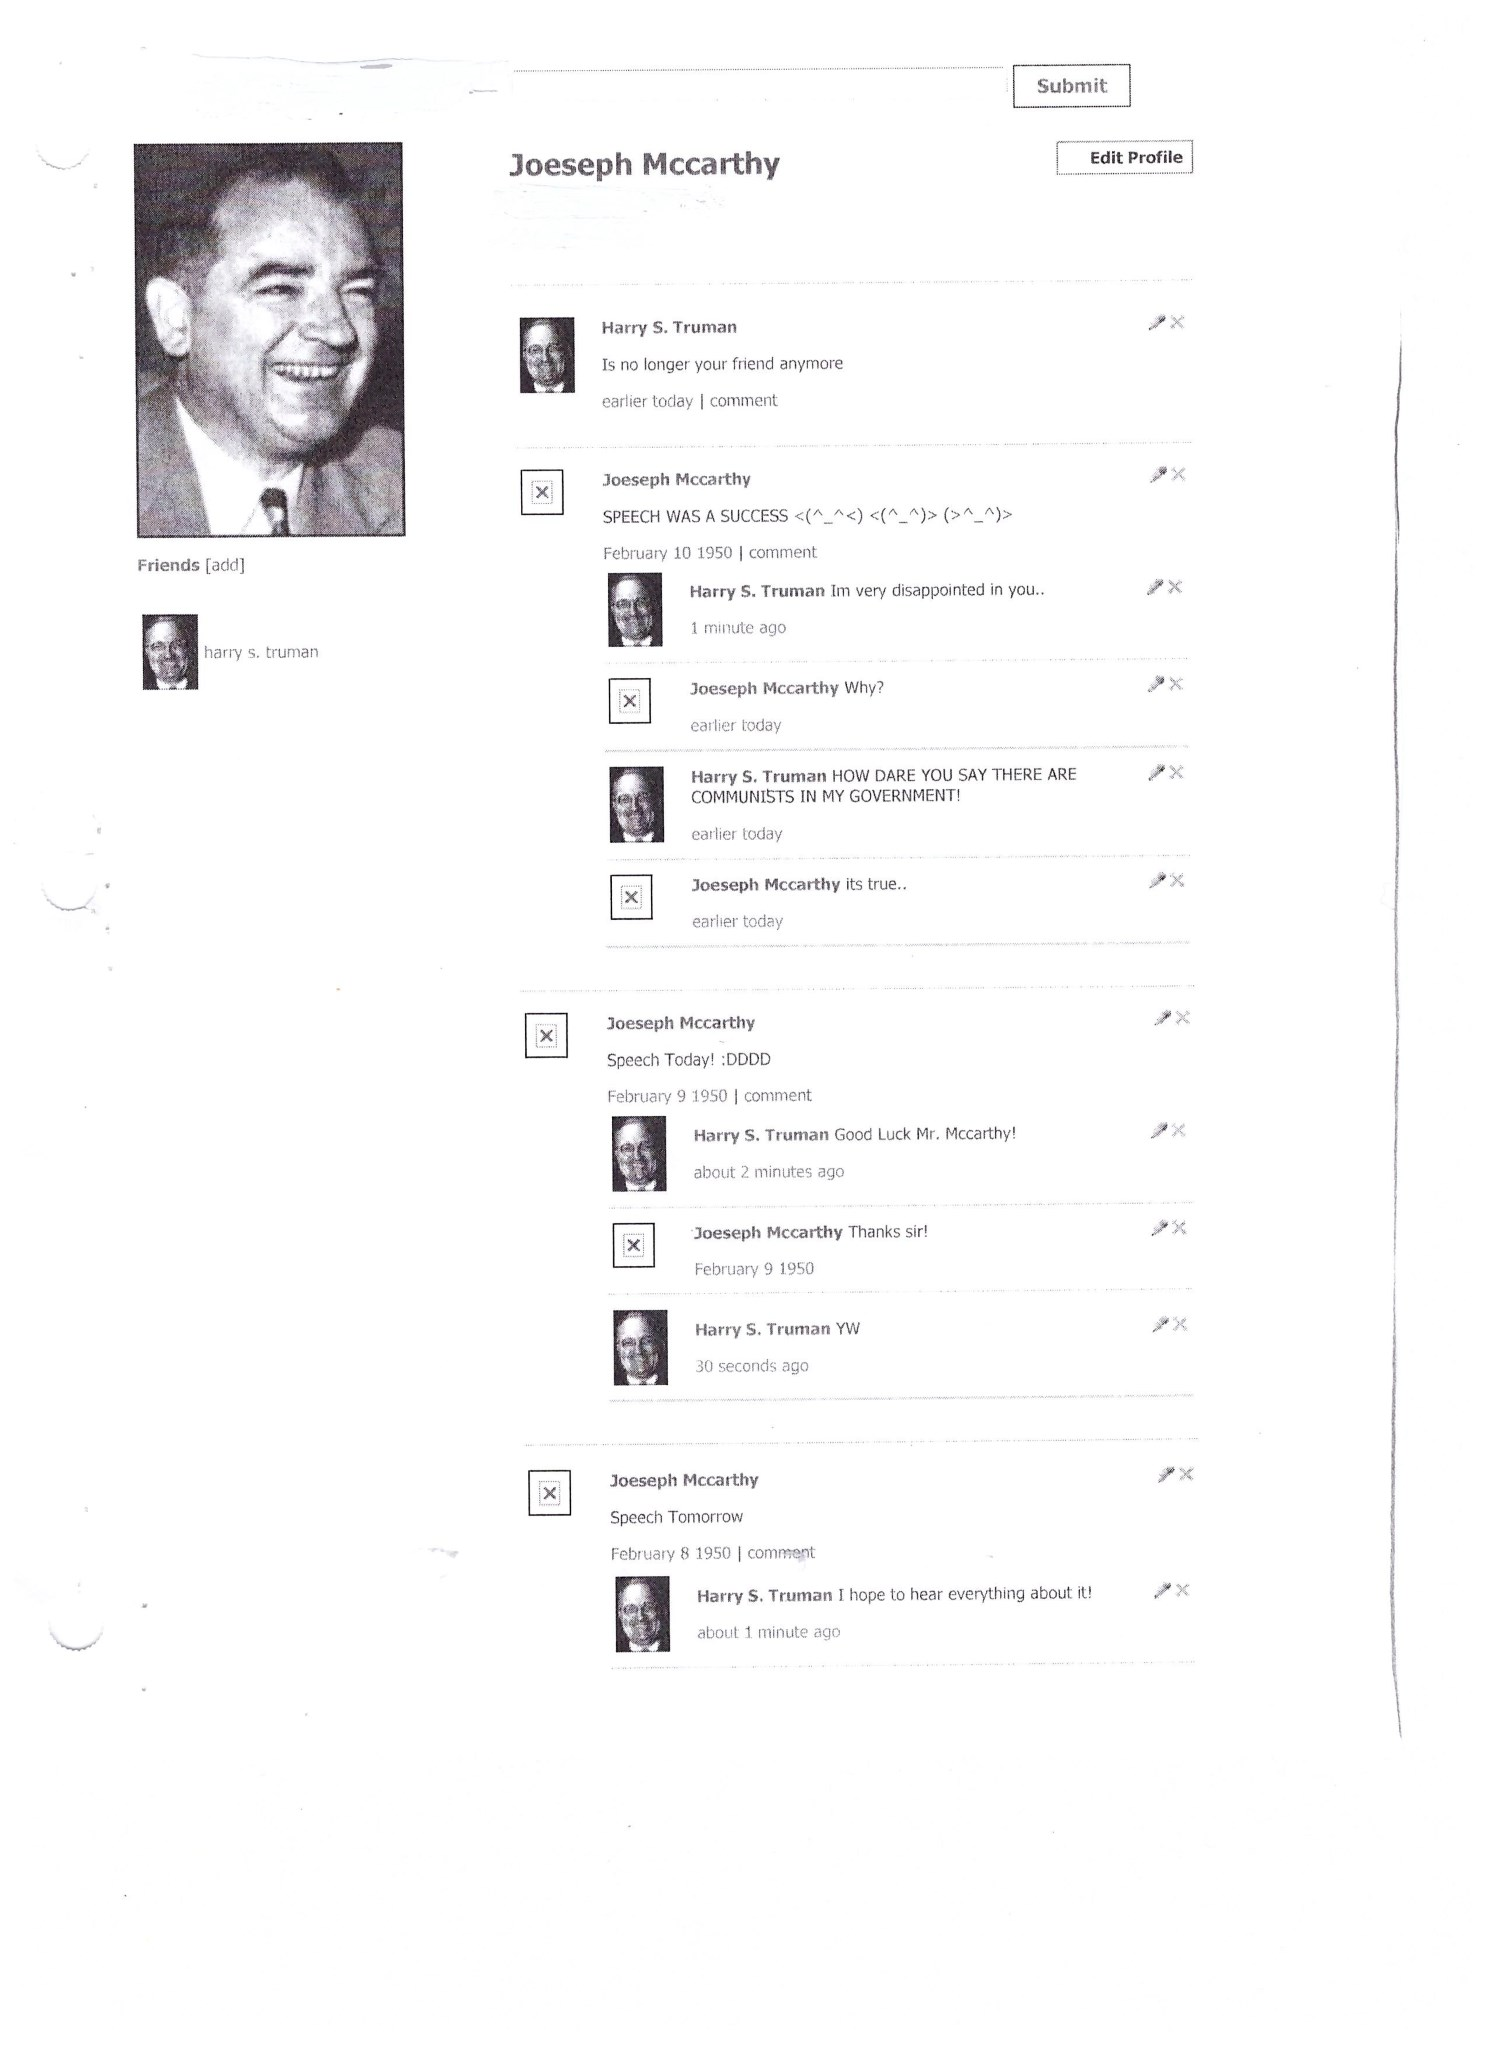 Submit
Joeseph Mccarthy
Edit Profile
Harry S. Truman
Is no longer your friend anymore
earlier today | comment
Joeseph Mccarthy
SPEECH WAS A SUCCESS <(^_^<) <(^_^)> (>^_^)>
February 10 1950 | comment
Friends [add]
harry s. truman
Harry S. Truman Im very disappointed in you..
1 minute ago
Joeseph Mccarthy Why?
earlier today
Harry S. Truman HOW DARE YOU SAY THERE ARE
COMMUNISTS IN MY GOVERNMENT!
earlier today
Joeseph Mccarthy its true..
earlier today
Joeseph Mccarthy
Speech Today! :DDDD
February 9 1950 | comment
Harry S. Truman Good Luck Mr. Mccarthy!
about 2 minutes ago
Joeseph Mccarthy Thanks sir!
February 9 1950
Harry S. Truman YW
30 seconds ago
Joeseph Mccarthy
Speech Tomorrow
February 8 1950 | comment
Harry S. Truman I hope to hear everything about it!
about 1 minute ago